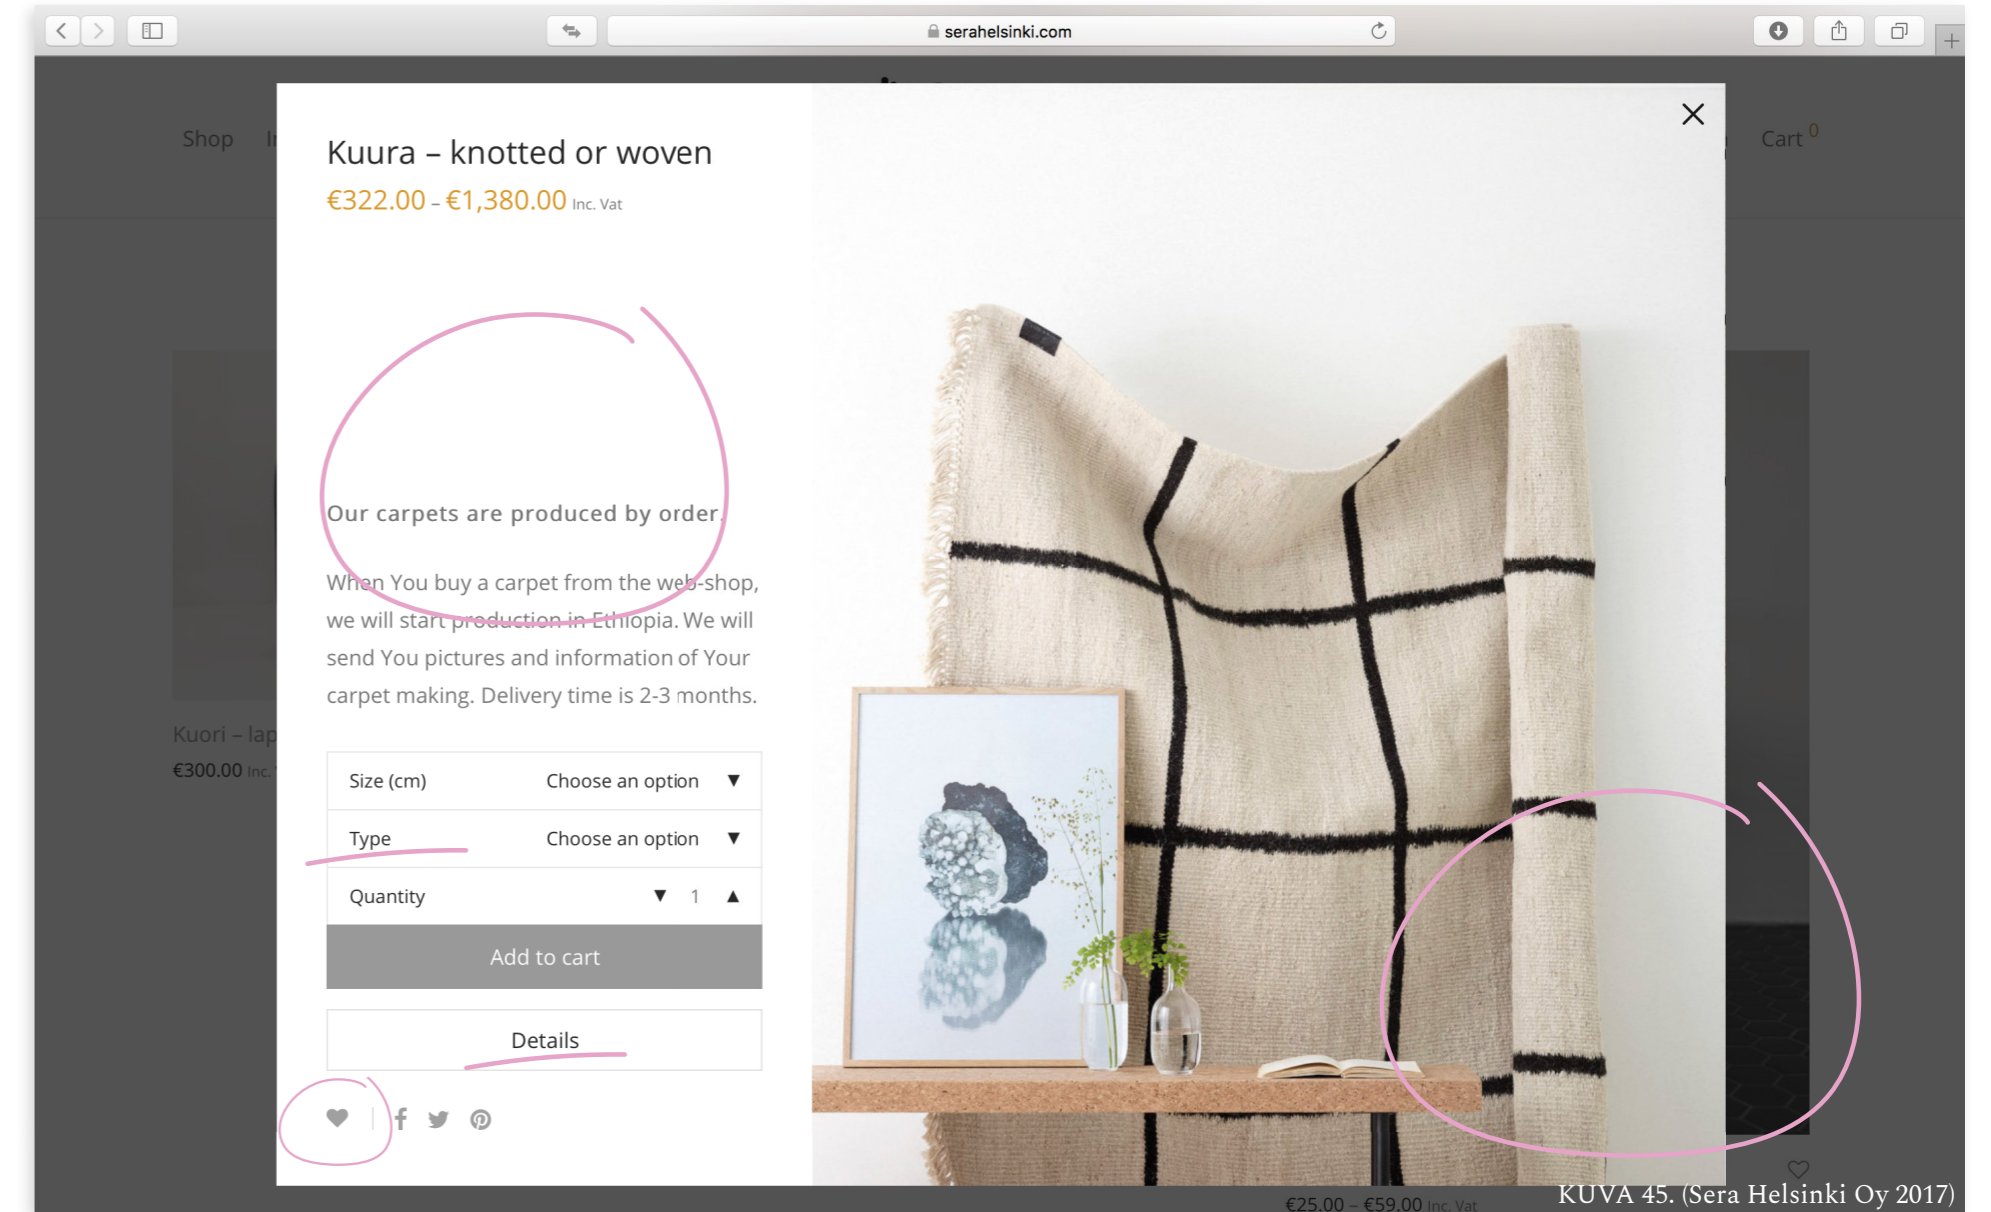 serahelsinki.com
Shop
Cart 0
Kuura – knotted or woven
€322.00 – €1,380.00 Inc. Vat
Our carpets are produced by order.
When You buy a carpet from the web-shop,
we will start production in Ethiopia. We will
send You pictures and information of Your
carpet making. Delivery time is 2-3 months.
Kuori – lap
€300.00 Inc.
Size (cm) Choose an option ▼
Type Choose an option ▼
Quantity ▼ 1 ▲
Add to cart
Details
€25.00 – €59.00 Inc. Vat
KUVA 45. (Sera Helsinki Oy 2017)